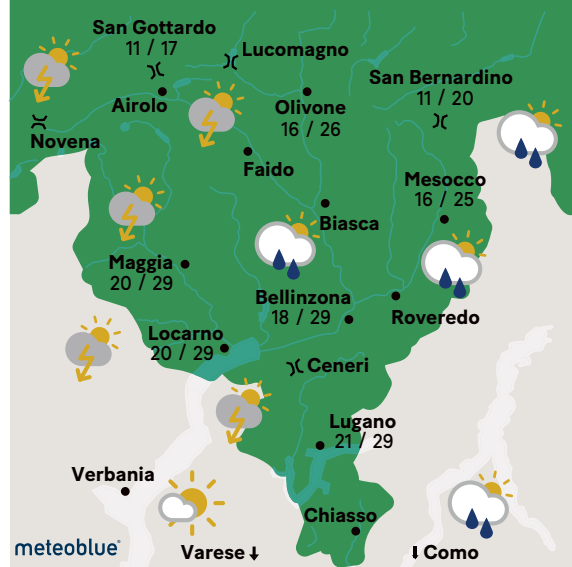 San Gottardo
11 / 17
Lucomagno
San Bernardino
11 / 20
Airolo
Olivone
16 / 26
Novena
Faido
Mesocco
16 / 25
Biasca
Maggia
20 / 29
Bellinzona
18 / 29
Roveredo
Locarno
20 / 29
Ceneri
Lugano
21 / 29
Verbania
Chiasso
meteoblue®
Varese ↓
↓ Como